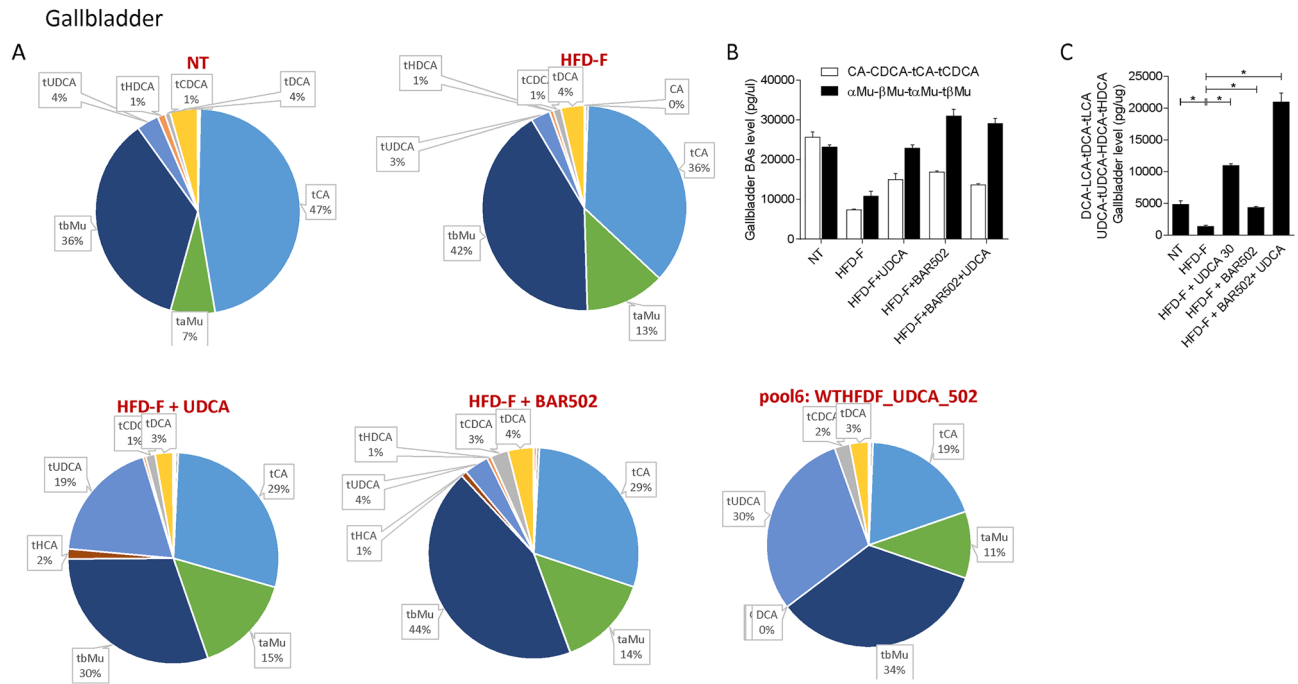 Gallbladder
A
NT
tUDCA
4%
tHDCA
1%
tCDCA
1%
tDCA
4%
tCA
47%
tbMu
36%
taMu
7%
HFD-F
tHDCA
1%
1%
tDCA
4%
CA
0%
tUDCA
3%
tCA
36%
tbMu
42%
taMu
13%
B
CA-CDCA-tCA-tCDCA
αMu-βMu-tαMu-tβMu
Gallbladder BAs level (pg/ul)
40000
30000
20000
10000
0
NT
HFD-F
HFD-F+UDCA
HFD-F+BAR502
HFD-F+BAR502+UDCA
C
DCA-LCA-tDCA-tLCA
UDCA-tUDCA-HDCA-tHDCA
Gallbladder level (pg/ug)
25000
20000
15000
10000
5000
0
*
*
* *
NT
HFD-F
HFD-F + UDCA 30
HFD-F + BAR502
HFD-F + BAR502+ UDCA
HFD-F + UDCA
1%
tDCA
3%
tUDCA
19%
tCA
29%
tHCA
2%
tbMu
30%
taMu
15%
HFD-F + BAR502
tHDCA
1%
tCDCA
3%
tDCA
4%
tUDCA
4%
tCA
29%
tHCA
1%
tbMu
44%
taMu
14%
pool6: WTHFDF_UDCA_502
2%
tDCA
3%
tCA
19%
tUDCA
30%
taMu
11%
DCA
0%
tbMu
34%